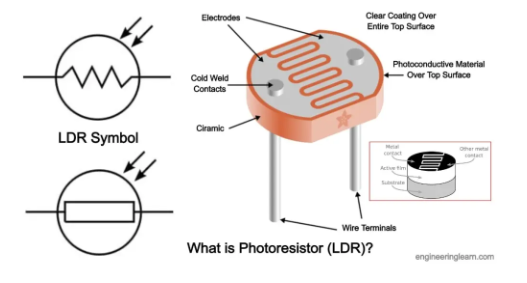 Electrodes
Clear Coating Over
Entire Top Surface
Photoconductive Material
Over Top Surface
Cold Weld
Contacts
LDR Symbol
Ciramic
Metal
contact
Other metal
contact
Active film
Substrate
Wire Terminals
What is Photoresistor (LDR)?
engineeringlearn.com